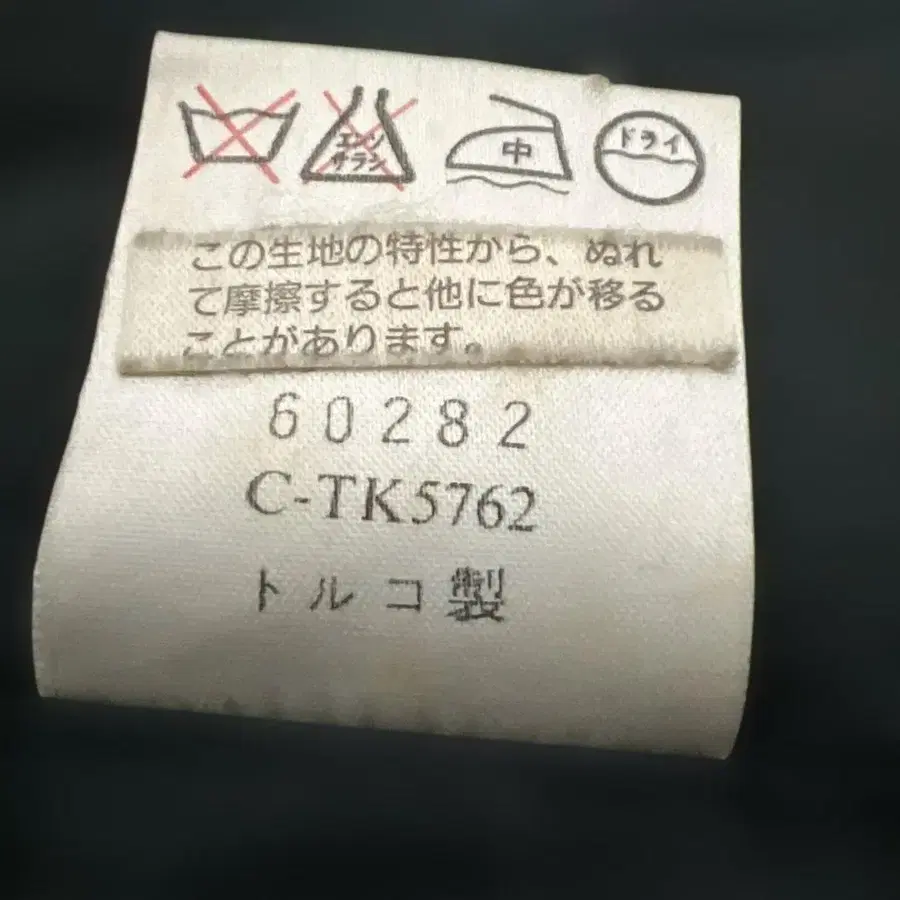 エンソ
サラシ
中
ドライ
この生地の特性から、ぬれ
て摩擦すると他に色が移る
ことがあります。
60282
C-TK5762
トルコ製